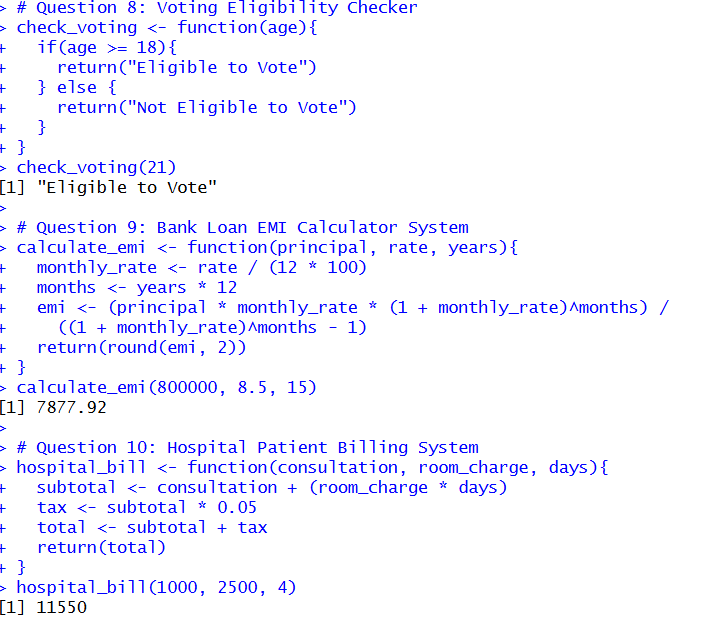 > # Question 8: Voting Eligibility Checker
> check_voting <- function(age){
+   if(age >= 18){
+     return("Eligible to Vote")
+   } else {
+     return("Not Eligible to Vote")
+   }
+ }
> check_voting(21)
[1] "Eligible to Vote"
>
> # Question 9: Bank Loan EMI Calculator System
> calculate_emi <- function(principal, rate, years){
+   monthly_rate <- rate / (12 * 100)
+   months <- years * 12
+   emi <- (principal * monthly_rate * (1 + monthly_rate)^months) /
+     ((1 + monthly_rate)^months - 1)
+   return(round(emi, 2))
+ }
> calculate_emi(800000, 8.5, 15)
[1] 7877.92
>
> # Question 10: Hospital Patient Billing System
> hospital_bill <- function(consultation, room_charge, days){
+   subtotal <- consultation + (room_charge * days)
+   tax <- subtotal * 0.05
+   total <- subtotal + tax
+   return(total)
+ }
> hospital_bill(1000, 2500, 4)
[1] 11550